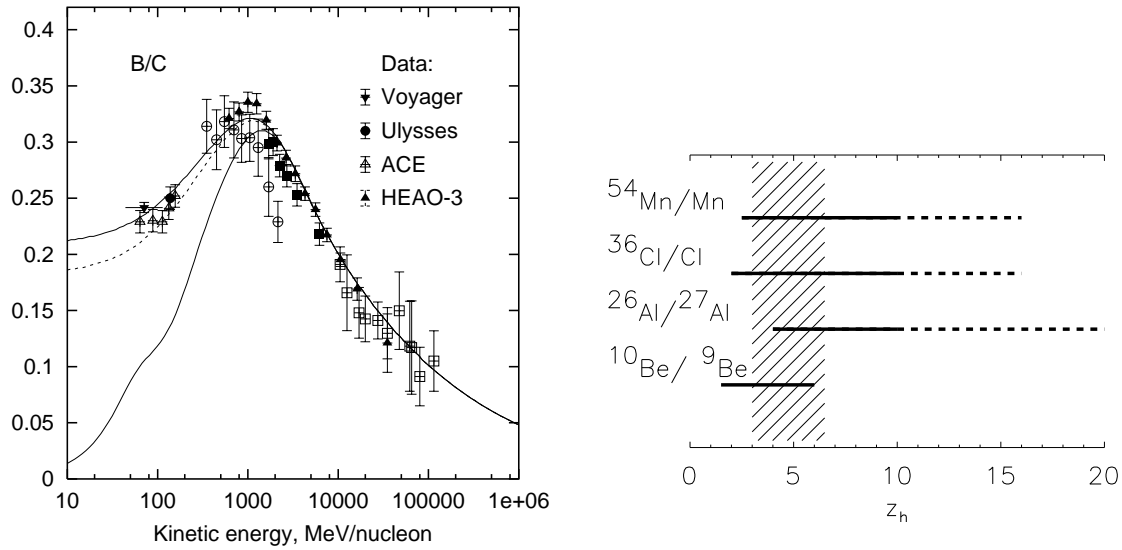 0.4
0.35
0.3
0.25
0.2
0.15
0.1
0.05
0
B/C
Data:
Voyager
Ulysses
ACE
HEAO-3
10 100 1000 10000 100000 1e+06
Kinetic energy, MeV/nucleon
⁵⁴Mn/Mn
³⁶Cl/Cl
²⁶Al/²⁷Al
¹⁰Be/ ⁹Be
0 5 10 15 20
zₕ